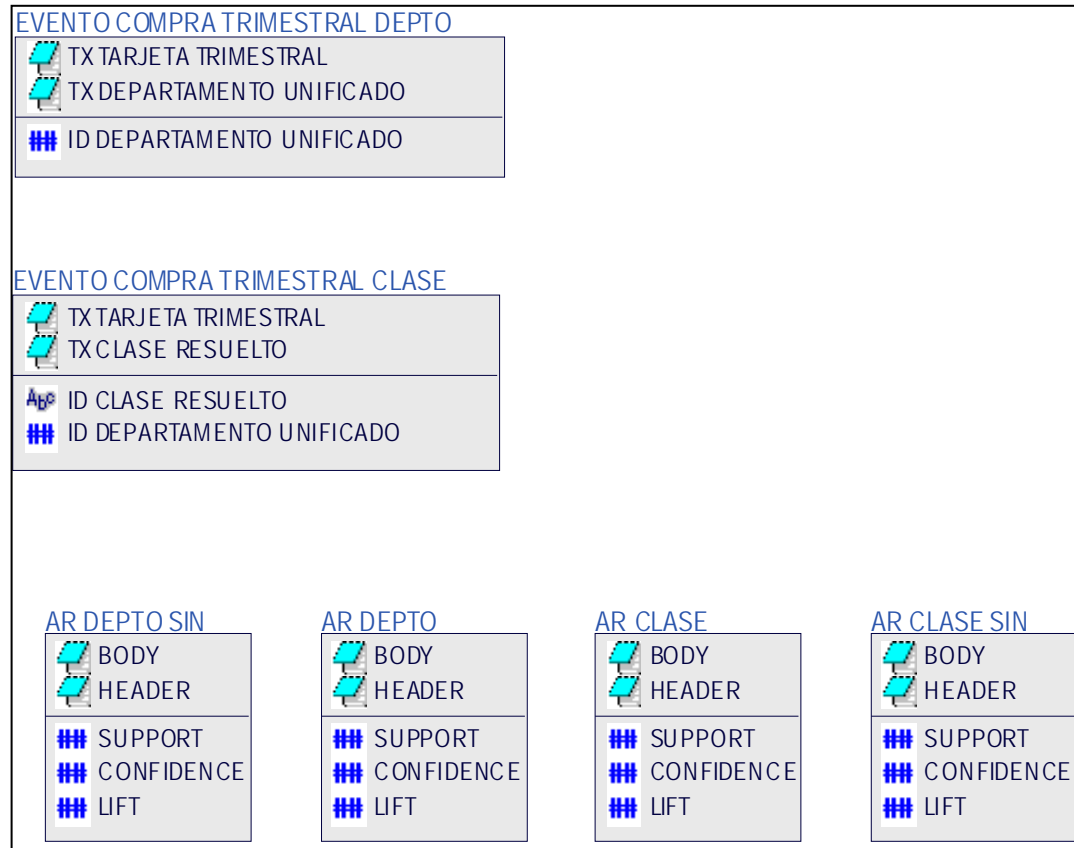 EVENTO COMPRA TRIMESTRAL DEPTO
TX TARJETA TRIMESTRAL
TX DEPARTAMENTO UNIFICADO
ID DEPARTAMENTO UNIFICADO
EVENTO COMPRA TRIMESTRAL CLASE
TX TARJETA TRIMESTRAL
TX CLASE RESUELTO
Abc ID CLASE RESUELTO
ID DEPARTAMENTO UNIFICADO
AR DEPTO SIN
BODY
HEADER
SUPPORT
CONFIDENCE
LIFT
AR DEPTO
BODY
HEADER
SUPPORT
CONFIDENCE
LIFT
AR CLASE
BODY
HEADER
SUPPORT
CONFIDENCE
LIFT
AR CLASE SIN
BODY
HEADER
SUPPORT
CONFIDENCE
LIFT